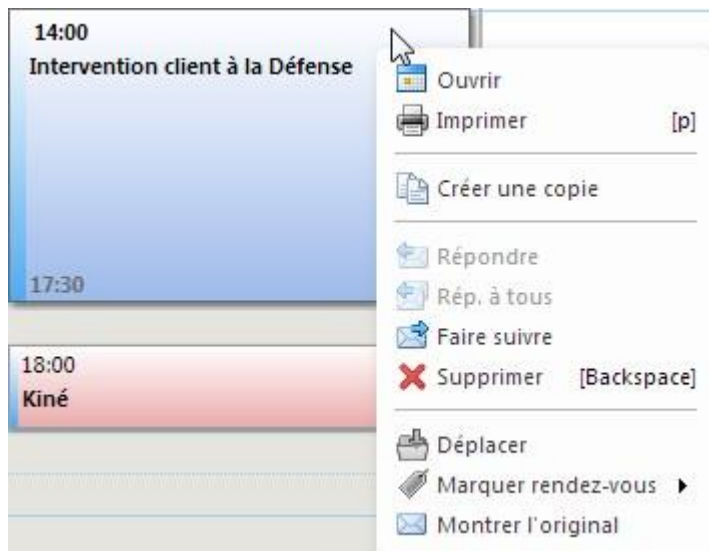 14:00
Intervention client à la Défense
17:30
18:00
Kiné
Ouvrir
Imprimer [p]
Créer une copie
Répondre
Rép. à tous
Faire suivre
Supprimer [Backspace]
Déplacer
Marquer rendez-vous
Montrer l'original